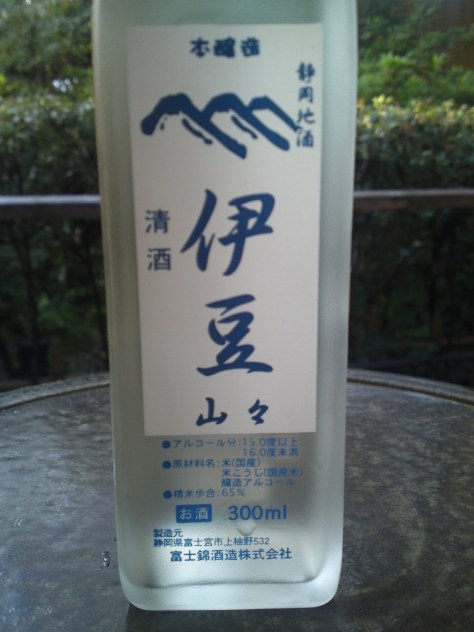 本醸造
静岡地酒
清酒
伊豆
山々
●アルコール分:15.0度以上
16.0度未満
●原材料名:米(国産)
米こうじ(国産米)
醸造アルコール
●精米歩合:65%
お酒 300ml
製造元
静岡県富士宮市上柚野532
富士錦酒造株式会社